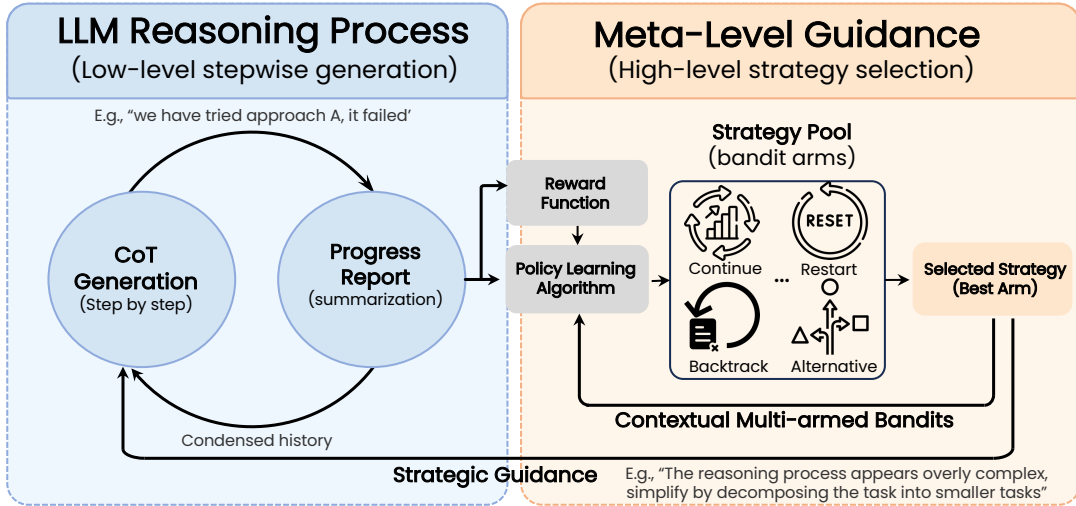 LLM Reasoning Process
(Low-level stepwise generation)
E.g., “we have tried approach A, it failed’
CoT
Generation
(Step by step)
Progress
Report
(summarization)
Condensed history
Meta-Level Guidance
(High-level strategy selection)
Strategy Pool
(bandit arms)
Reward
Function
Policy Learning
Algorithm
RESET
Continue
...
Restart
Backtrack
Alternative
Selected Strategy
(Best Arm)
Contextual Multi-armed Bandits
Strategic Guidance
E.g., “The reasoning process appears overly complex,
simplify by decomposing the task into smaller tasks”